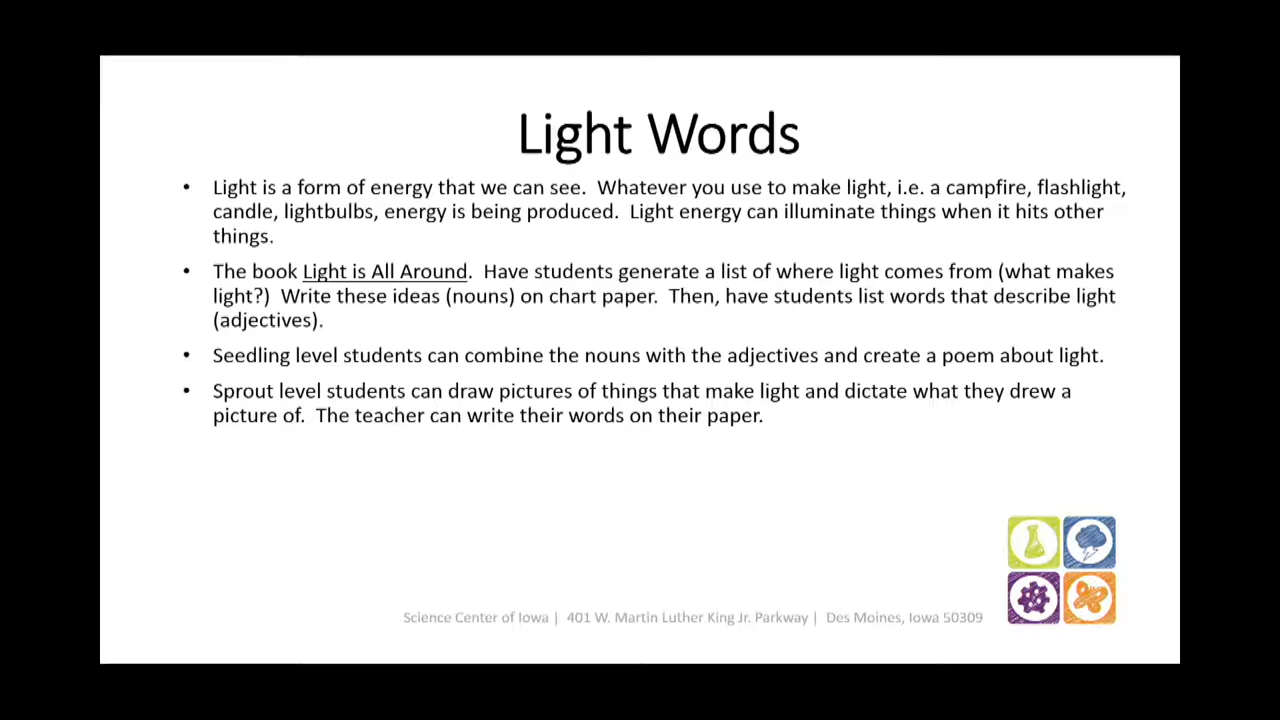 Light Words
• Light is a form of energy that we can see.  Whatever you use to make light, i.e. a campfire, flashlight,
candle, lightbulbs, energy is being produced.  Light energy can illuminate things when it hits other
things.
• The book Light is All Around.  Have students generate a list of where light comes from (what makes
light?)  Write these ideas (nouns) on chart paper.  Then, have students list words that describe light
(adjectives).
• Seedling level students can combine the nouns with the adjectives and create a poem about light.
• Sprout level students can draw pictures of things that make light and dictate what they drew a
picture of.  The teacher can write their words on their paper.
Science Center of Iowa | 401 W. Martin Luther King Jr. Parkway | Des Moines, Iowa 50309